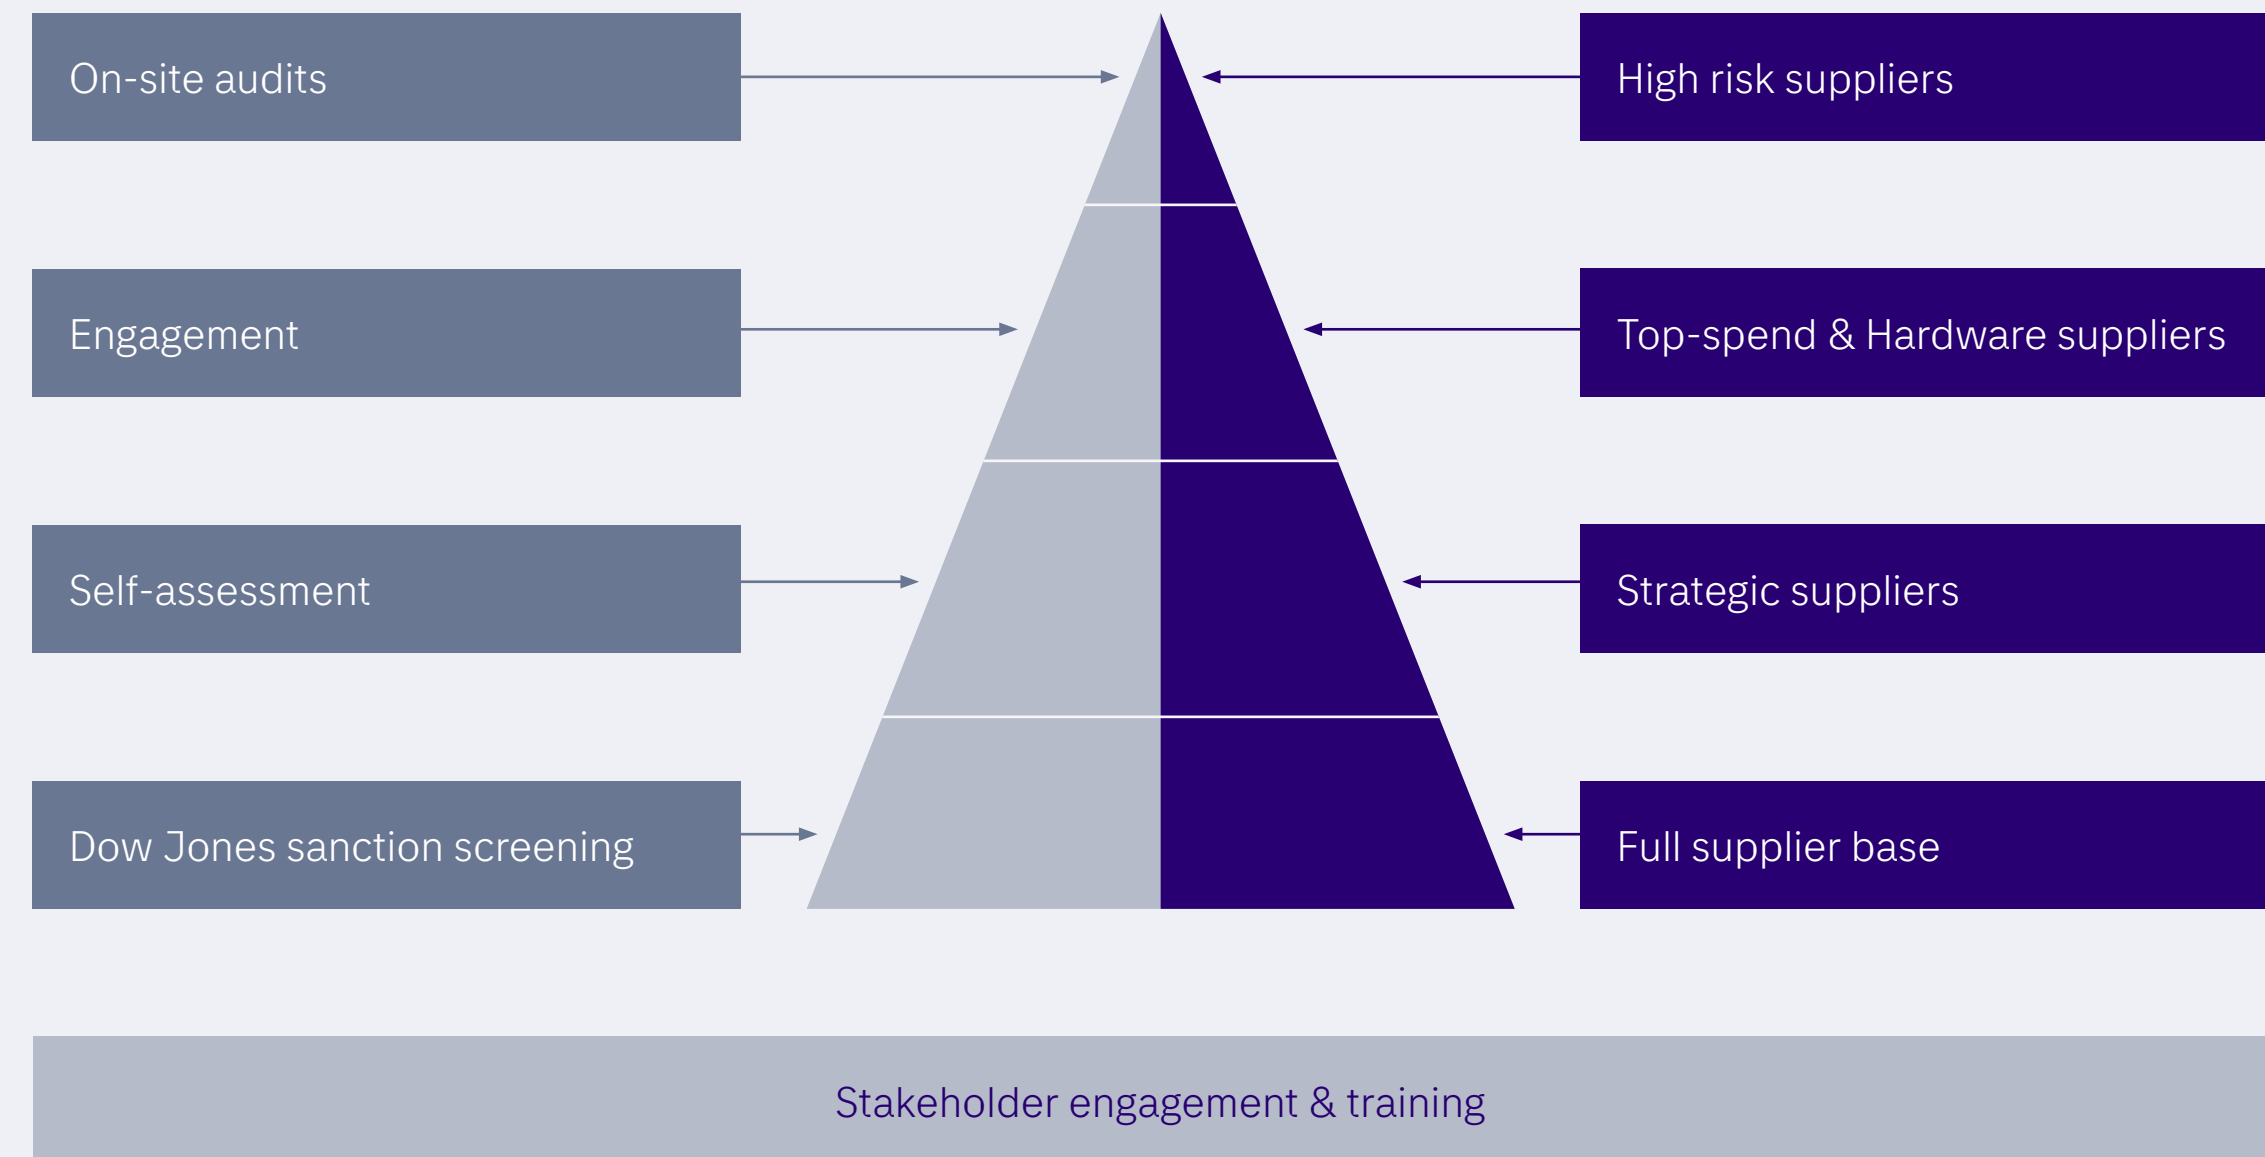 On-site audits
High risk suppliers
Engagement
Top-spend & Hardware suppliers
Self-assessment
Strategic suppliers
Dow Jones sanction screening
Full supplier base
Stakeholder engagement & training